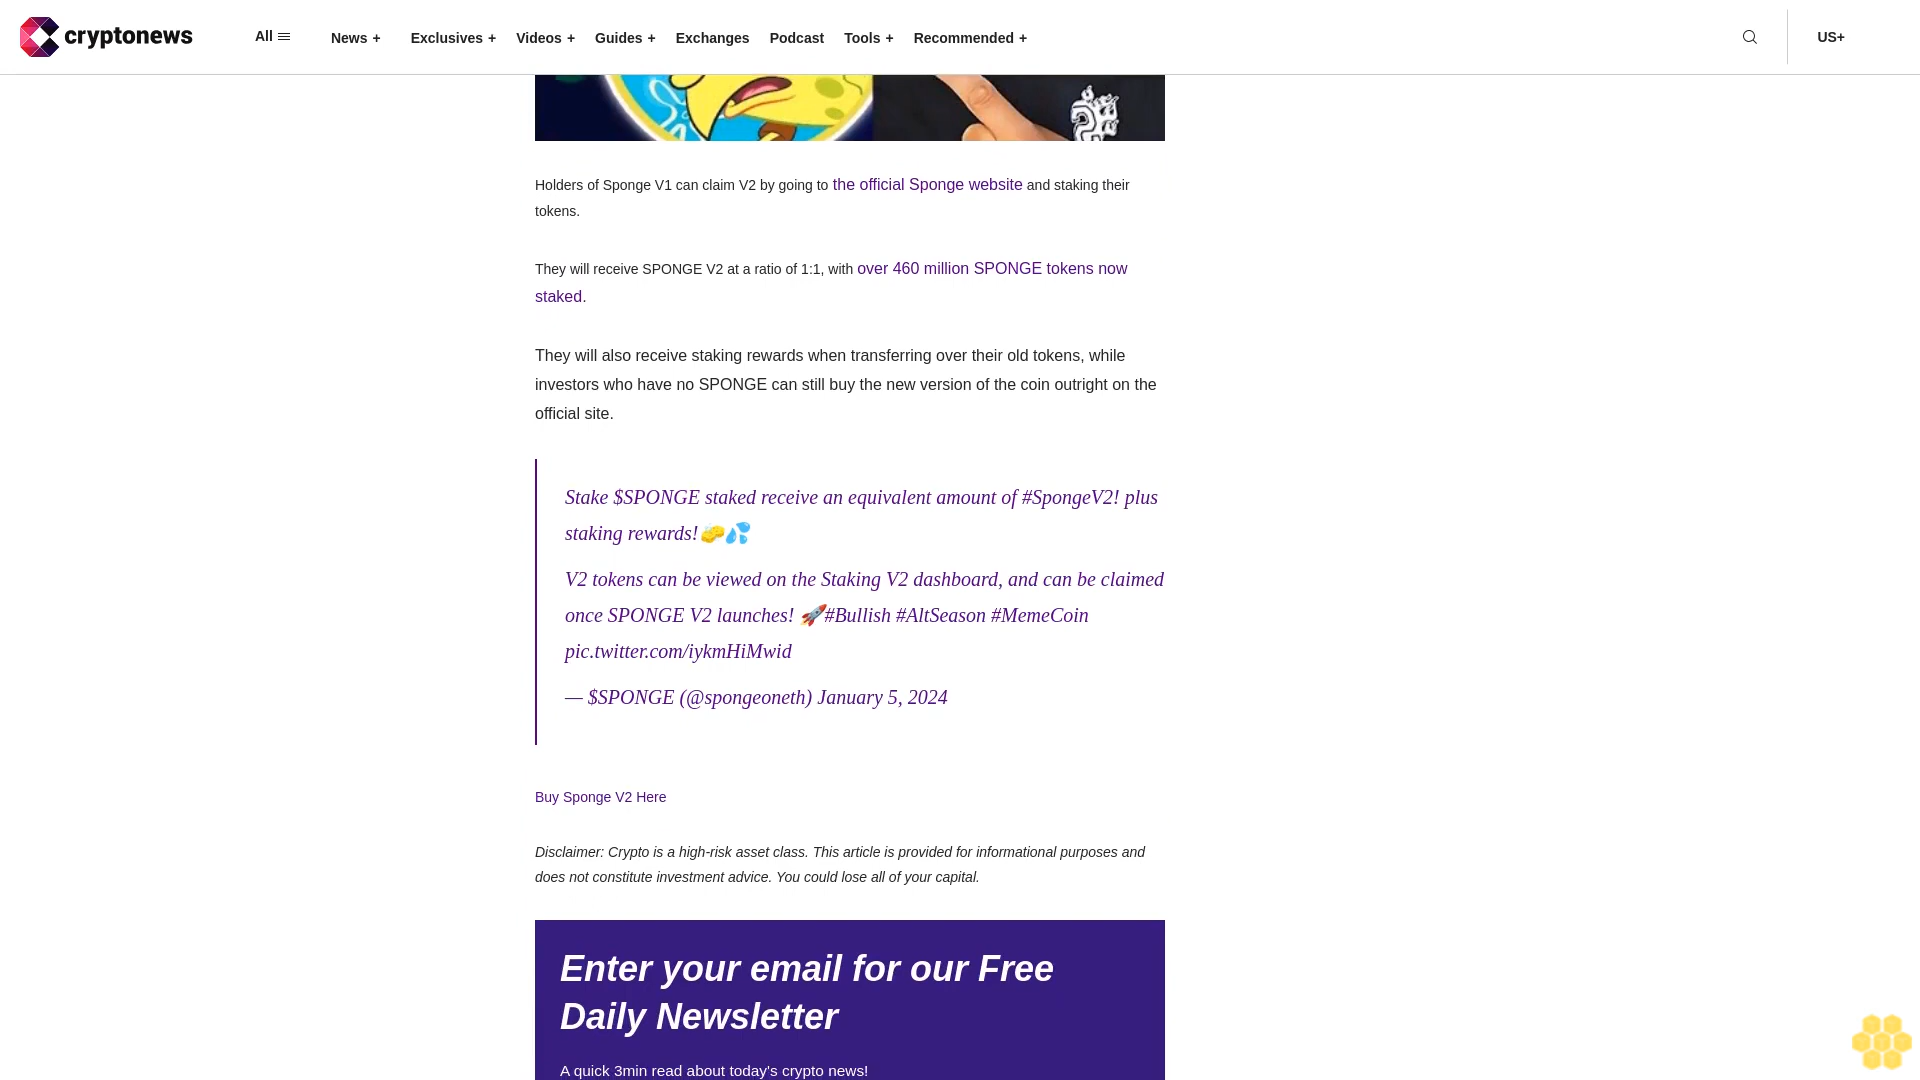 cryptonews All News + Exclusives + Videos + Guides + Exchanges Podcast Tools + Recommended + US+
Holders of Sponge V1 can claim V2 by going to the official Sponge website and staking their
tokens.
They will receive SPONGE V2 at a ratio of 1:1, with over 460 million SPONGE tokens now
staked.
They will also receive staking rewards when transferring over their old tokens, while
investors who have no SPONGE can still buy the new version of the coin outright on the
official site.
Stake $SPONGE staked receive an equivalent amount of #SpongeV2! plus
staking rewards!🧽💦
V2 tokens can be viewed on the Staking V2 dashboard, and can be claimed
once SPONGE V2 launches! 🚀#Bullish #AltSeason #MemeCoin
pic.twitter.com/iykmHiMwid
— $SPONGE (@spongeoneth) January 5, 2024
Buy Sponge V2 Here
Disclaimer: Crypto is a high-risk asset class. This article is provided for informational purposes and
does not constitute investment advice. You could lose all of your capital.
Enter your email for our Free
Daily Newsletter
A quick 3min read about today's crypto news!